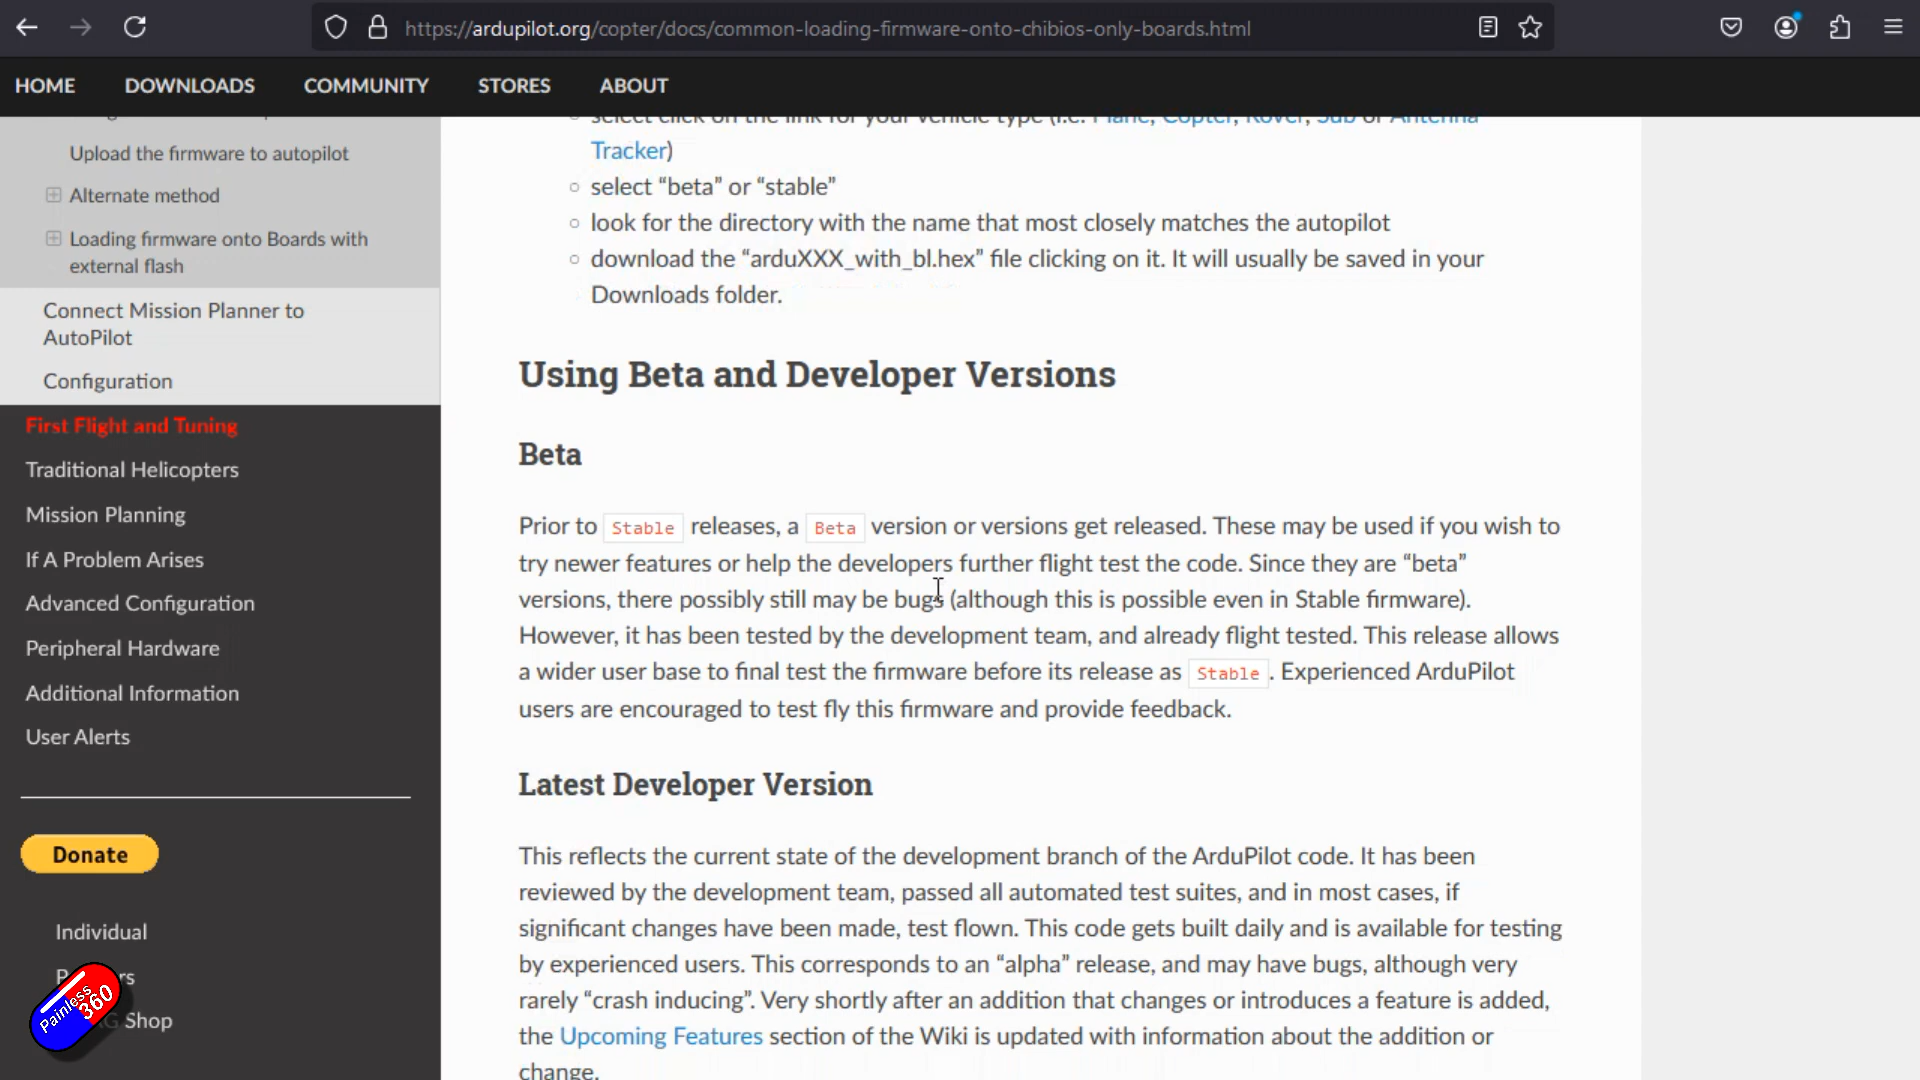 https://ardupilot.org/copter/docs/common-loading-firmware-onto-chibios-only-boards.html
HOME DOWNLOADS COMMUNITY STORES ABOUT
Upload the firmware to autopilot
Alternate method
Loading firmware onto Boards with
external flash
Connect Mission Planner to
AutoPilot
Configuration
First Flight and Tuning
Traditional Helicopters
Mission Planning
If A Problem Arises
Advanced Configuration
Peripheral Hardware
Additional Information
User Alerts
Donate
Individual
Shop
Painless
360
select click on the link for your vehicle type (i.e. Plane, Copter, Rover, Sub or Antenna
Tracker)
select “beta” or “stable”
look for the directory with the name that most closely matches the autopilot
download the “arduXXX_with_bl.hex” file clicking on it. It will usually be saved in your
Downloads folder.
Using Beta and Developer Versions
Beta
Prior to Stable releases, a Beta version or versions get released. These may be used if you wish to
try newer features or help the developers further flight test the code. Since they are “beta”
versions, there possibly still may be bugs (although this is possible even in Stable firmware).
However, it has been tested by the development team, and already flight tested. This release allows
a wider user base to final test the firmware before its release as Stable. Experienced ArduPilot
users are encouraged to test fly this firmware and provide feedback.
Latest Developer Version
This reflects the current state of the development branch of the ArduPilot code. It has been
reviewed by the development team, passed all automated test suites, and in most cases, if
significant changes have been made, test flown. This code gets built daily and is available for testing
by experienced users. This corresponds to an “alpha” release, and may have bugs, although very
rarely “crash inducing”. Very shortly after an addition that changes or introduces a feature is added,
the Upcoming Features section of the Wiki is updated with information about the addition or
change.